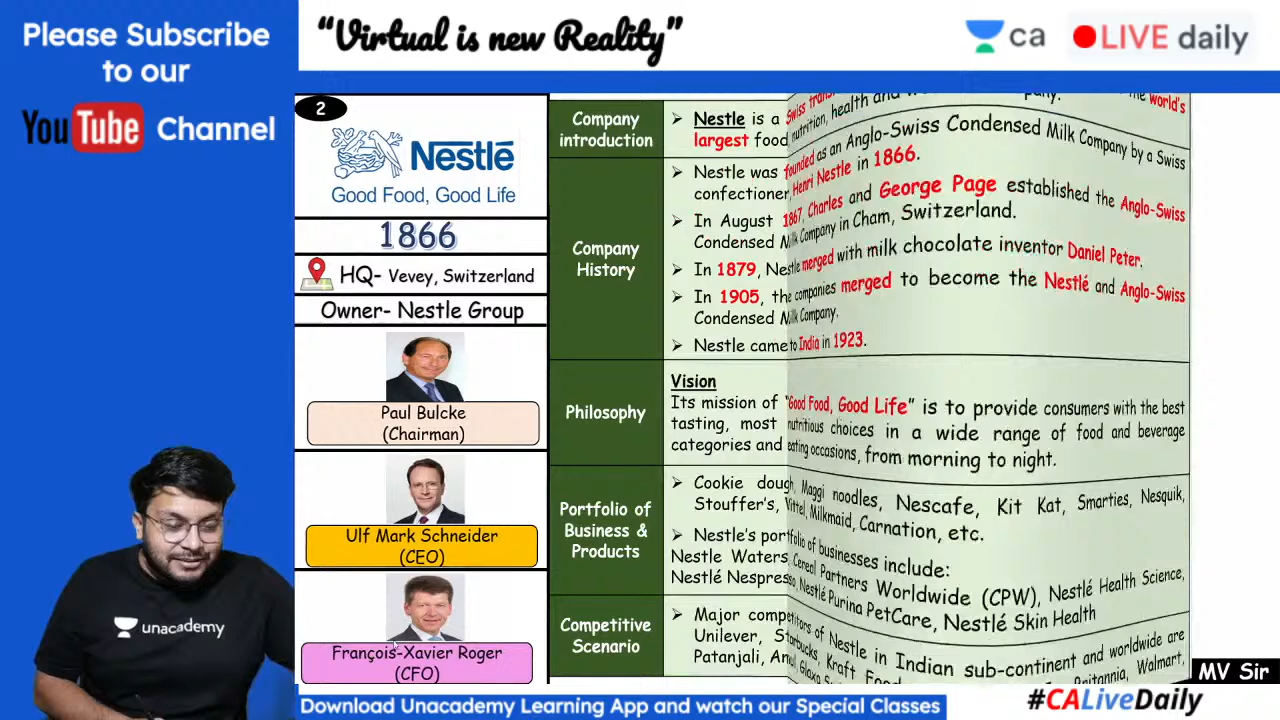 Please Subscribe
to our
YouTube Channel
“Virtual is new Reality”
ca LIVE daily
2
Nestlé
Good Food, Good Life
1866
HQ- Vevey, Switzerland
Owner- Nestle Group
Paul Bulcke
(Chairman)
Ulf Mark Schneider
(CEO)
François-Xavier Roger
(CFO)
Company
introduction
➢ Nestle is a Swiss the world's
largest food nutrition, health and
Company
History
➢ Nestle was founded as an Anglo-Swiss Condensed Milk Company by a Swiss
confectioner Henri Nestle in 1866.
➢ In August 1867, Charles and George Page established the Anglo-Swiss
Condensed Milk Company in Cham, Switzerland.
➢ In 1879, Nestle merged with milk chocolate inventor Daniel Peter.
➢ In 1905, the companies merged to become the Nestlé and Anglo-Swiss
Condensed Milk Company.
➢ Nestle came to India in 1923.
Philosophy
Vision
Its mission of “Good Food, Good Life” is to provide consumers with the best
tasting, most nutritious choices in a wide range of food and beverage
categories and eating occasions, from morning to night.
Portfolio of
Business &
Products
➢ Cookie dough, Maggi noodles, Nescafe, Kit Kat, Smarties, Nesquik,
Stouffer’s, Vittel, Milkmaid, Carnation, etc.
➢ Nestle’s portfolio of businesses include:
Nestle Waters Cereal Partners Worldwide (CPW), Nestlé Health Science,
Nestlé Nespresso Nestlé Purina PetCare, Nestlé Skin Health
Competitive
Scenario
➢ Major competitors of Nestle in Indian sub-continent and worldwide are
Unilever, Starbucks, Kraft Britannia, Walmart,
Patanjali, Amul, Glaxo
unacademy
MV Sir
Download Unacademy Learning App and watch our Special Classes
#CALiveDaily